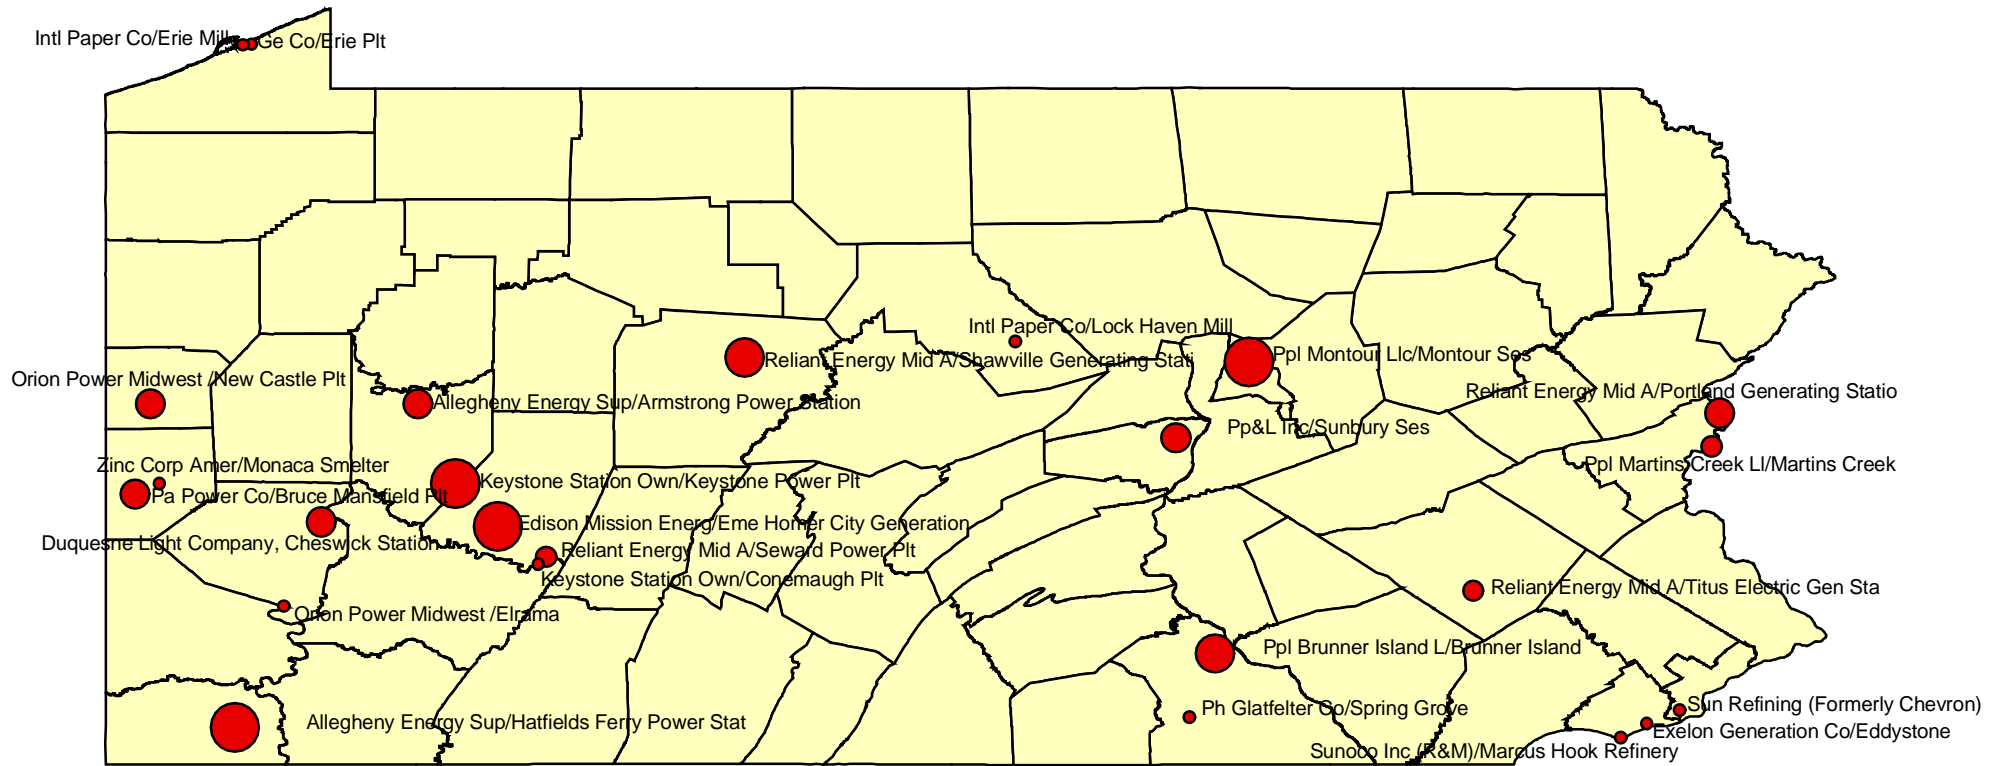 Intl Paper Co/Erie Mill
Ge Co/Erie Plt
Intl Paper Co/Lock Haven Mill
Ppl Montour Llc/Montour Ses
Reliant Energy Mid A/Shawville Generating Stati
Orion Power Midwest /New Castle Plt
Reliant Energy Mid A/Portland Generating Statio
Allegheny Energy Sup/Armstrong Power Station
Pp&L Inc/Sunbury Ses
Zinc Corp Amer/Monaca Smelter
Ppl Martins Creek Ll/Martins Creek
Keystone Station Own/Keystone Power Plt
Pa Power Co/Bruce Mansfield Plt
Edison Mission Energ/Eme Homer City Generation
Duquesne Light Company, Cheswick Station
Reliant Energy Mid A/Seward Power Plt
Keystone Station Own/Conemaugh Plt
Reliant Energy Mid A/Titus Electric Gen Sta
Orion Power Midwest /Elrama
Ppl Brunner Island L/Brunner Island
Ph Glatfelter Co/Spring Grove
Sun Refining (Formerly Chevron)
Allegheny Energy Sup/Hatfields Ferry Power Stat
Exelon Generation Co/Eddystone
Sunoco Inc (R&M)/Marcus Hook Refinery